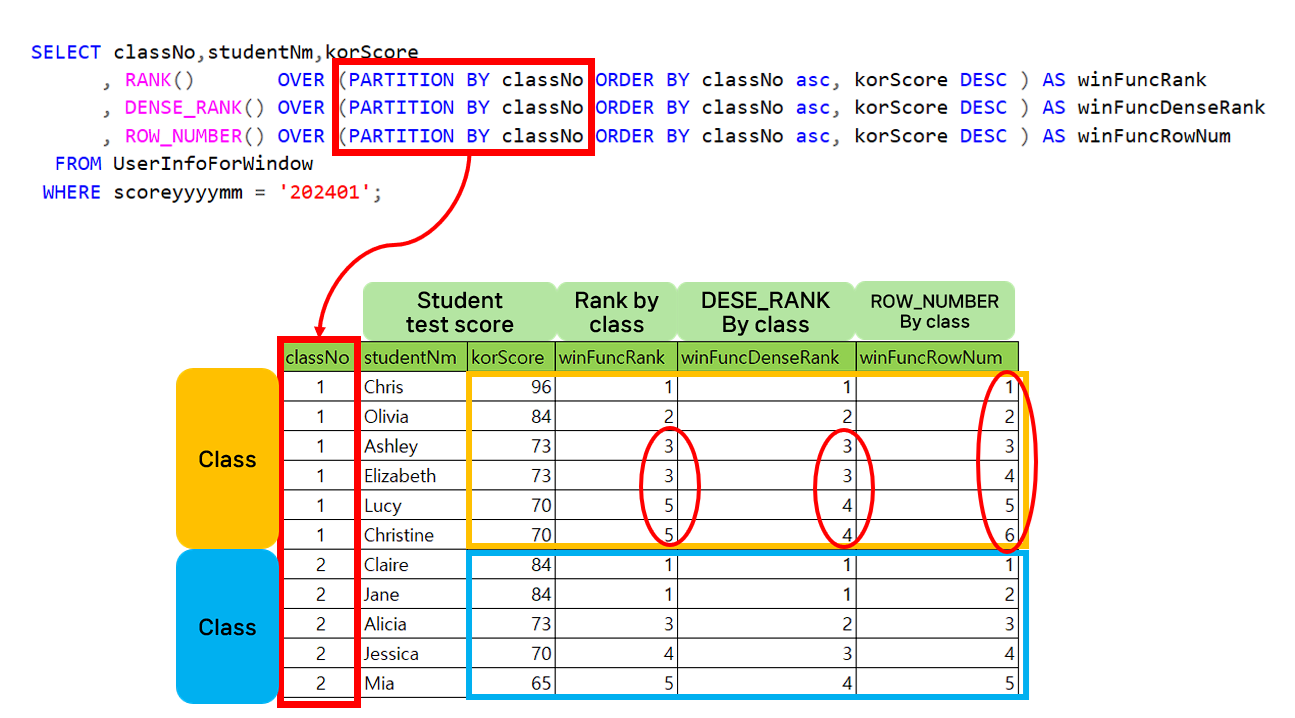 SELECT classNo,studentNm,korScore
, RANK() OVER (PARTITION BY classNo ORDER BY classNo asc, korScore DESC ) AS winFuncRank
, DENSE_RANK() OVER (PARTITION BY classNo ORDER BY classNo asc, korScore DESC ) AS winFuncDenseRank
, ROW_NUMBER() OVER (PARTITION BY classNo ORDER BY classNo asc, korScore DESC ) AS winFuncRowNum
FROM UserInfoForWindow
WHERE scoreyyyymm = '202401';
Student
test score
Rank by
class
DESE_RANK
By class
ROW_NUMBER
By class
classNo studentNm korScore winFuncRank winFuncDenseRank winFuncRowNum
1 Chris 96 1 1 1
1 Olivia 84 2 2 2
1 Ashley 73 3 3 3
Class
1 Elizabeth 73 3 3 4
1 Lucy 70 5 4 5
1 Christine 70 5 4 6
2 Claire 84 1 1 1
2 Jane 84 1 1 2
2 Alicia 73 3 2 3
Class
2 Jessica 70 4 3 4
2 Mia 65 5 4 5